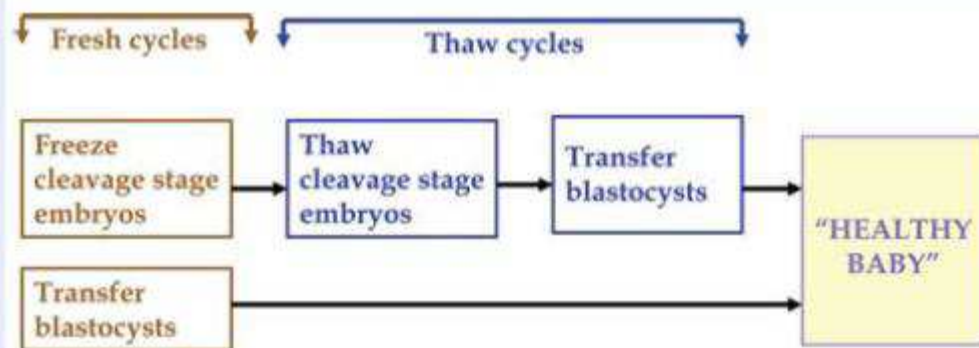 Fresh cycles
Thaw cycles
Freeze
cleavage stage
embryos
Thaw
cleavage stage
embryos
Transfer
blastocysts
"HEALTHY
BABY"
Transfer
blastocysts